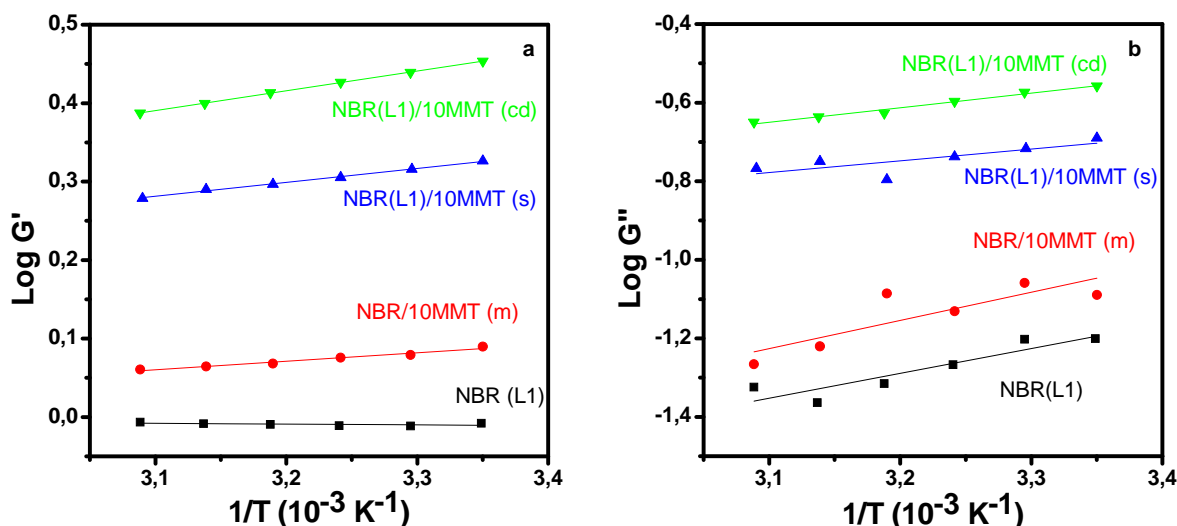 a
0,5
0,4
0,3
0,2
0,1
0,0
Log G'
NBR(L1)/10MMT (cd)
NBR(L1)/10MMT (s)
NBR/10MMT (m)
NBR (L1)
3,1 3,2 3,3 3,4
1/T (10-3 K-1)
b
-0,4
-0,6
-0,8
-1,0
-1,2
-1,4
Log G"
NBR(L1)/10MMT (cd)
NBR(L1)/10MMT (s)
NBR/10MMT (m)
NBR(L1)
3,1 3,2 3,3 3,4
1/T (10-3 K-1)